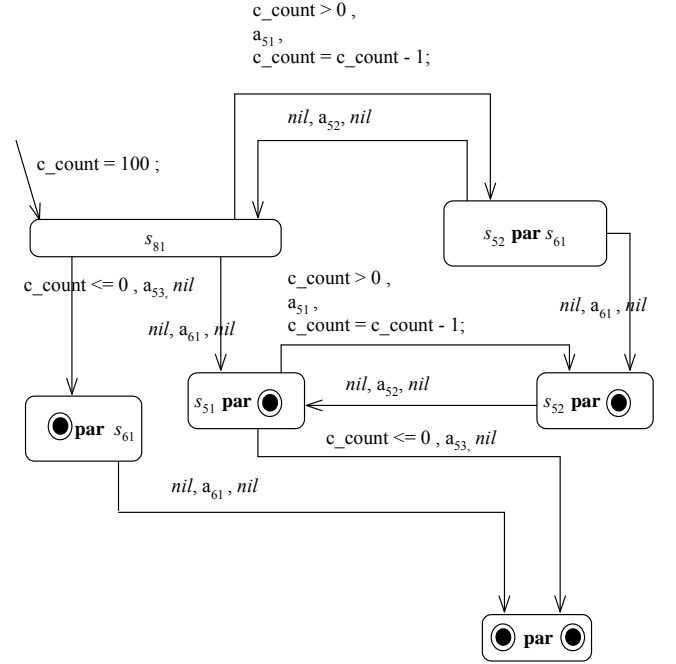 c_count > 0 ,
a51 ,
c_count = c_count - 1;
nil, a52, nil
c_count = 100 ;
s81
s52 par s61
c_count <= 0 , a53, nil
c_count > 0 ,
a51 ,
c_count = c_count - 1;
nil, a61 , nil
nil, a61 , nil
s51 par
nil, a52, nil
s52 par
par s61
c_count <= 0 , a53, nil
nil, a61 , nil
par